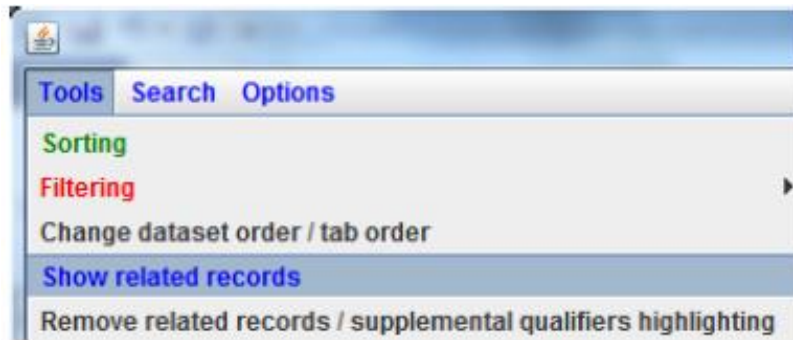 Tools Search Options
Sorting
Filtering
Change dataset order / tab order
Show related records
Remove related records / supplemental qualifiers highlighting